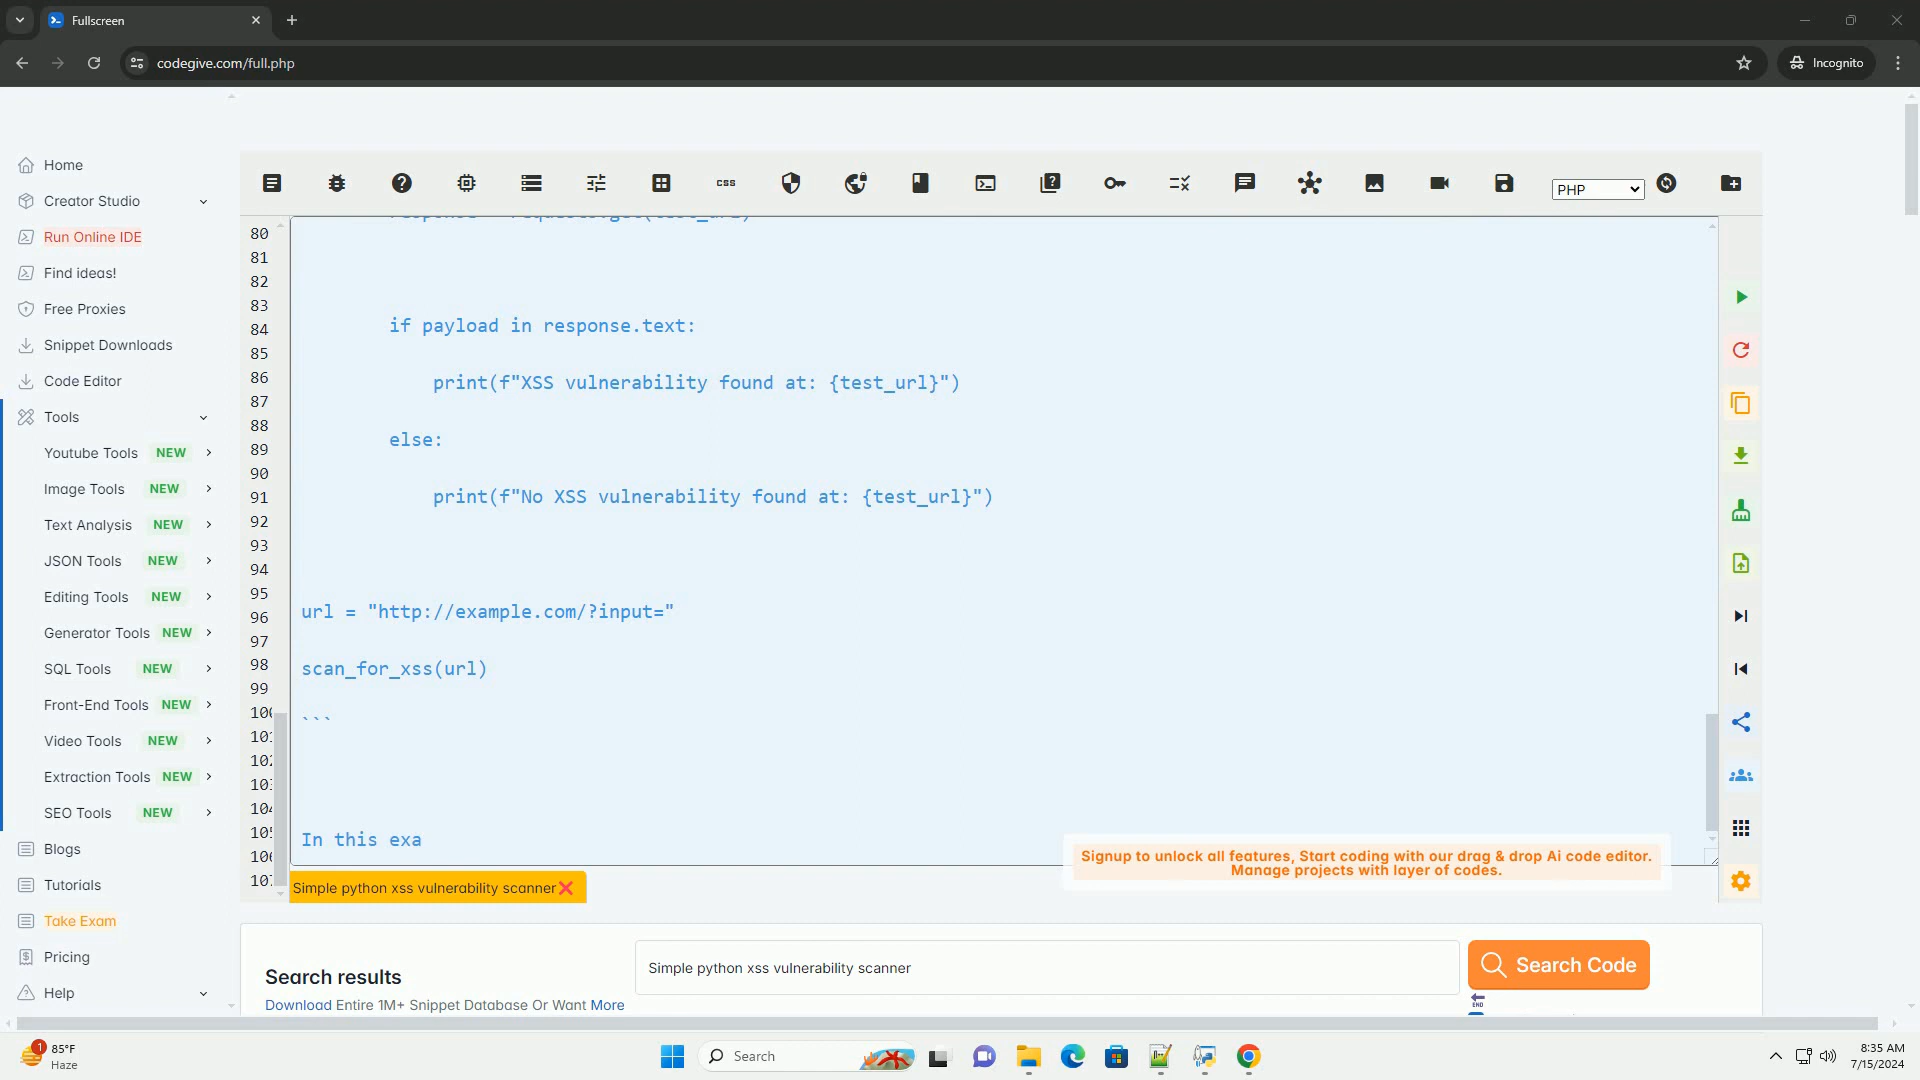 Fullscreen
codegive.com/full.php
Incognito
Home
Creator Studio
Run Online IDE
Find ideas!
Free Proxies
Snippet Downloads
Code Editor
Tools
Youtube Tools NEW
Image Tools NEW
Text Analysis NEW
JSON Tools NEW
Editing Tools NEW
Generator Tools NEW
SQL Tools NEW
Front-End Tools NEW
Video Tools NEW
Extraction Tools NEW
SEO Tools NEW
Blogs
Tutorials
Take Exam
Pricing
Help
css
PHP
80
81
82
83
84
85
86
87
88
89
90
91
92
93
94
95
96
97
98
99
if payload in response.text:
print(f"XSS vulnerability found at: {test_url}")
else:
print(f"No XSS vulnerability found at: {test_url}")
url = "http://example.com/?input="
scan_for_xss(url)
```
In this exa
Signup to unlock all features, Start coding with our drag & drop Ai code editor.
Manage projects with layer of codes.
Simple python xss vulnerability scanner
Search results
Simple python xss vulnerability scanner
Search Code
Download Entire 1M+ Snippet Database Or Want More
END
1
85°F
Haze
Search
8:35 AM
7/15/2024